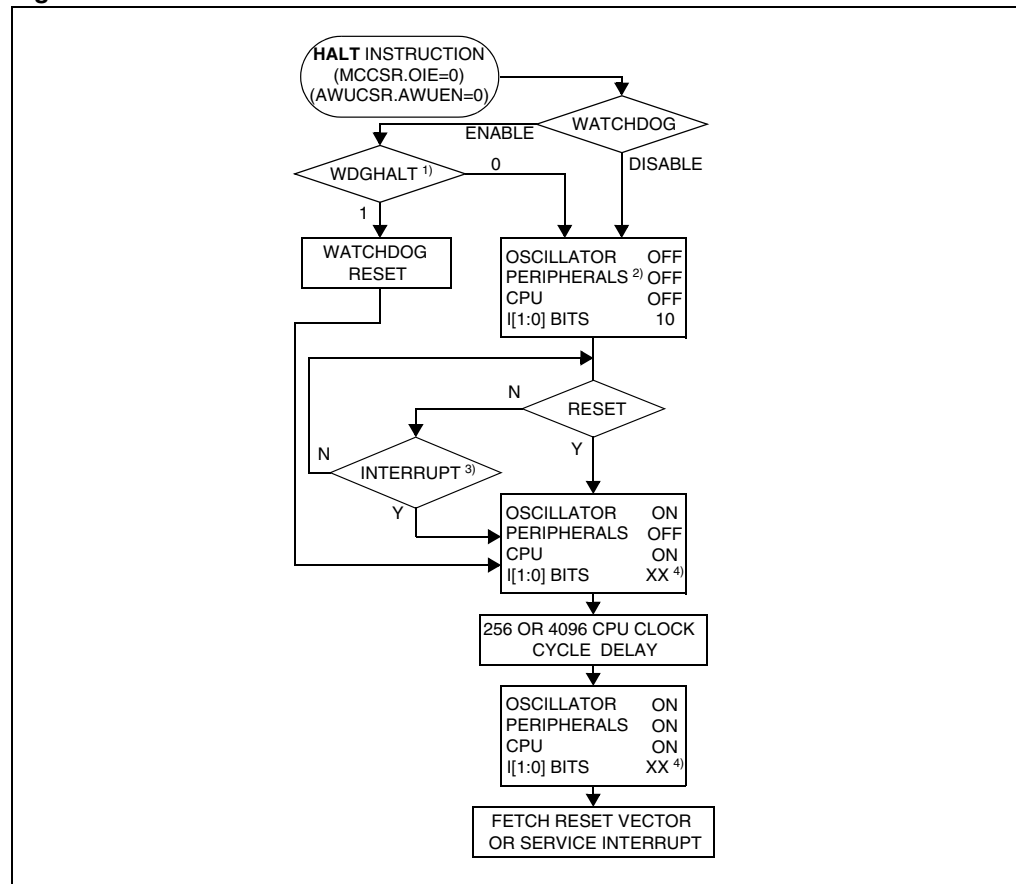 HALT INSTRUCTION
(MCCSR.OIE=0)
(AWUCSR.AWUEN=0)
WATCHDOG
ENABLE
DISABLE
WDGHALT 1)
0
1
WATCHDOG
RESET
OSCILLATOR OFF
PERIPHERALS 2) OFF
CPU OFF
I[1:0] BITS 10
N
RESET
Y
N
INTERRUPT 3)
Y
OSCILLATOR ON
PERIPHERALS OFF
CPU ON
I[1:0] BITS XX 4)
256 OR 4096 CPU CLOCK
CYCLE DELAY
OSCILLATOR ON
PERIPHERALS ON
CPU ON
I[1:0] BITS XX 4)
FETCH RESET VECTOR
OR SERVICE INTERRUPT